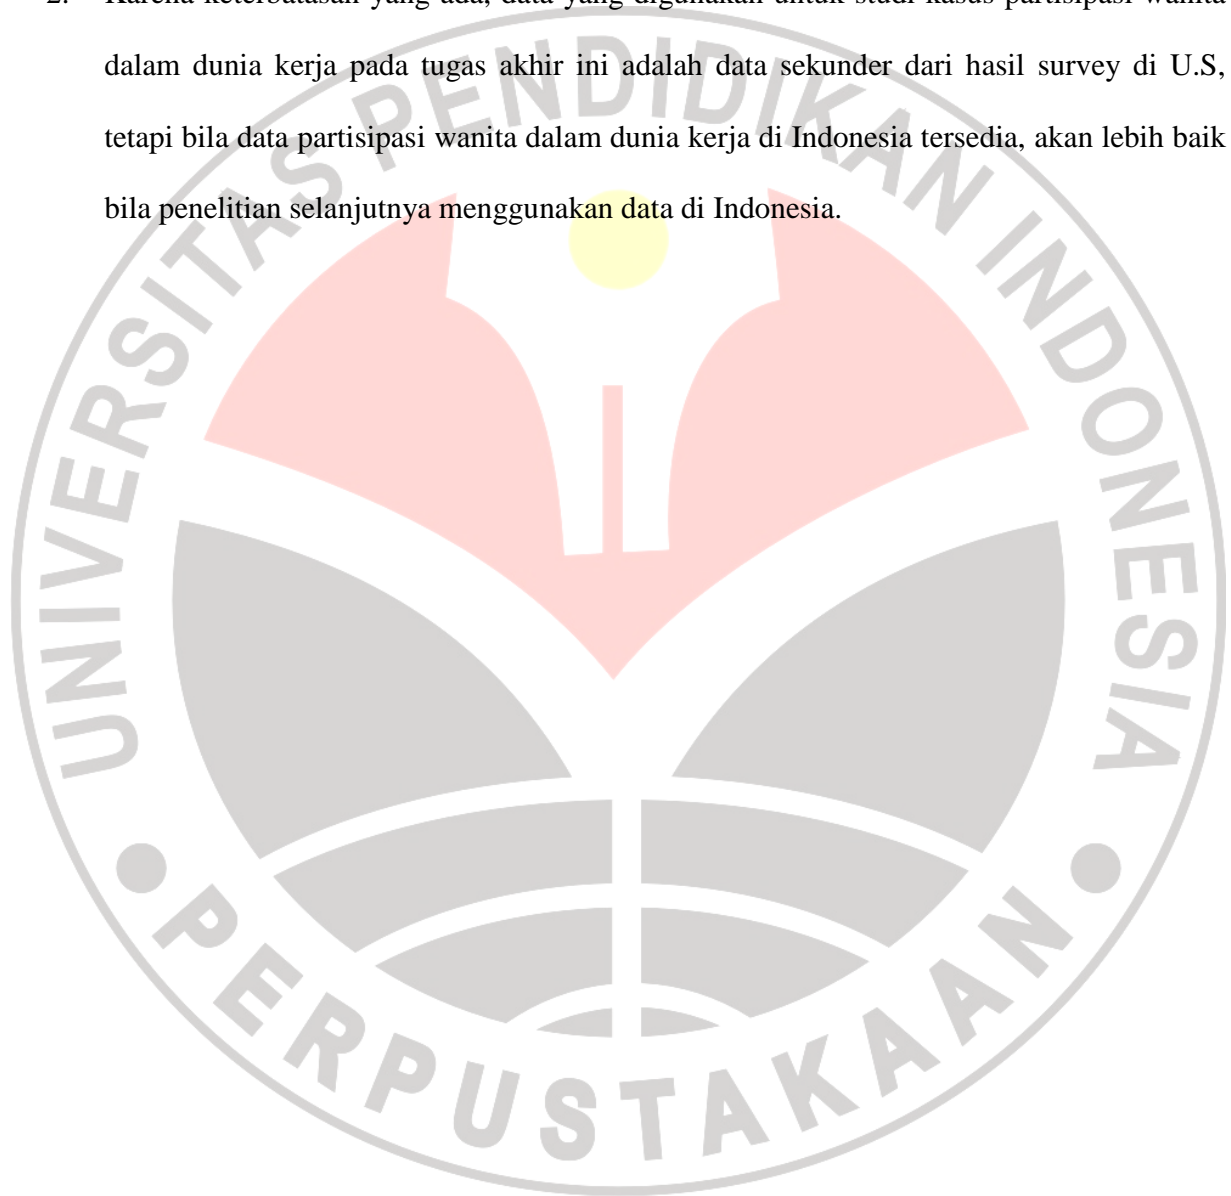 2. Karena keterbatasan yang ada, data yang digunakan untuk studi kasus partisipasi wanita
dalam dunia kerja pada tugas akhir ini adalah data sekunder dari hasil survey di U.S,
tetapi bila data partisipasi wanita dalam dunia kerja di Indonesia tersedia, akan lebih baik
bila penelitian selanjutnya menggunakan data di Indonesia.
UNIVERSITAS PENDIDIKAN INDONESIA
PERPUSTAKAAN